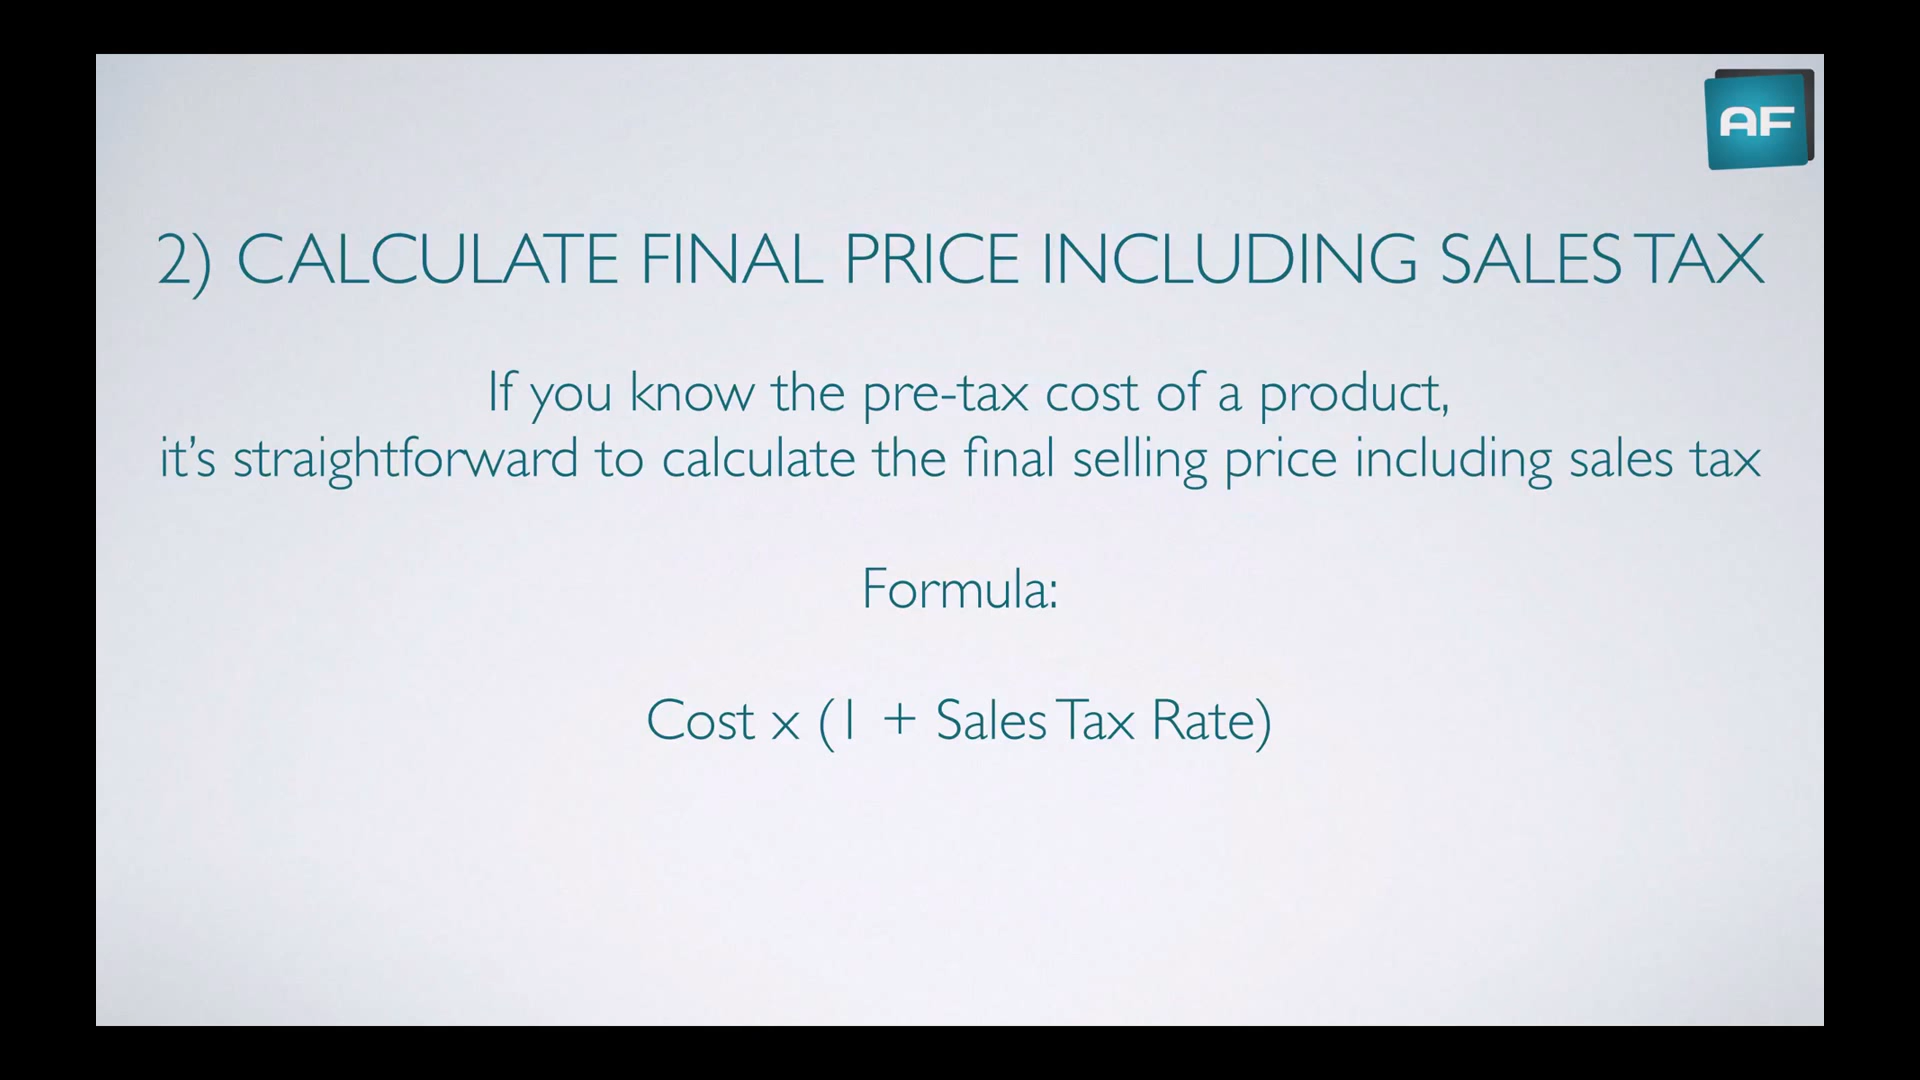 AF
2) CALCULATE FINAL PRICE INCLUDING SALES TAX
If you know the pre-tax cost of a product,
it’s straightforward to calculate the final selling price including sales tax
Formula:
Cost x (1 + Sales Tax Rate)